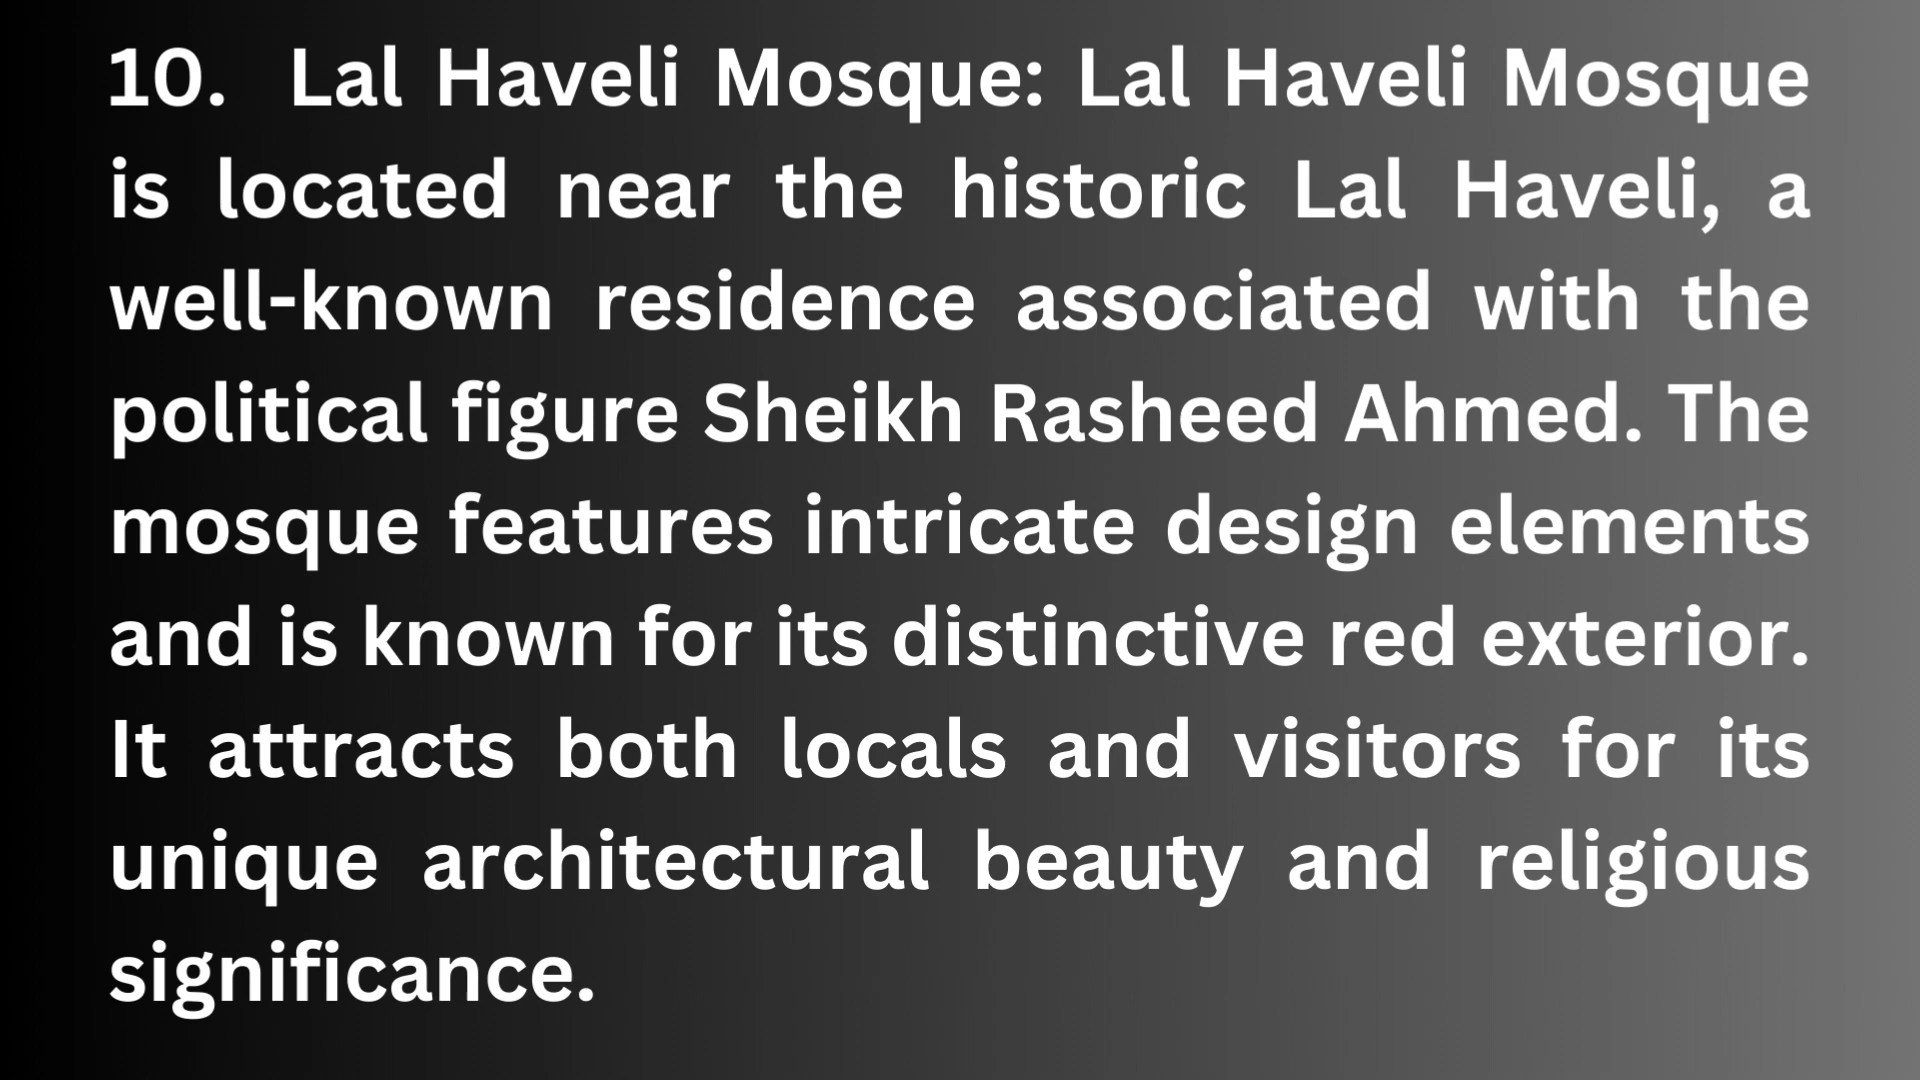 10. Lal Haveli Mosque: Lal Haveli Mosque
is located near the historic Lal Haveli, a
well-known residence associated with the
political figure Sheikh Rasheed Ahmed. The
mosque features intricate design elements
and is known for its distinctive red exterior.
It attracts both locals and visitors for its
unique architectural beauty and religious
significance.